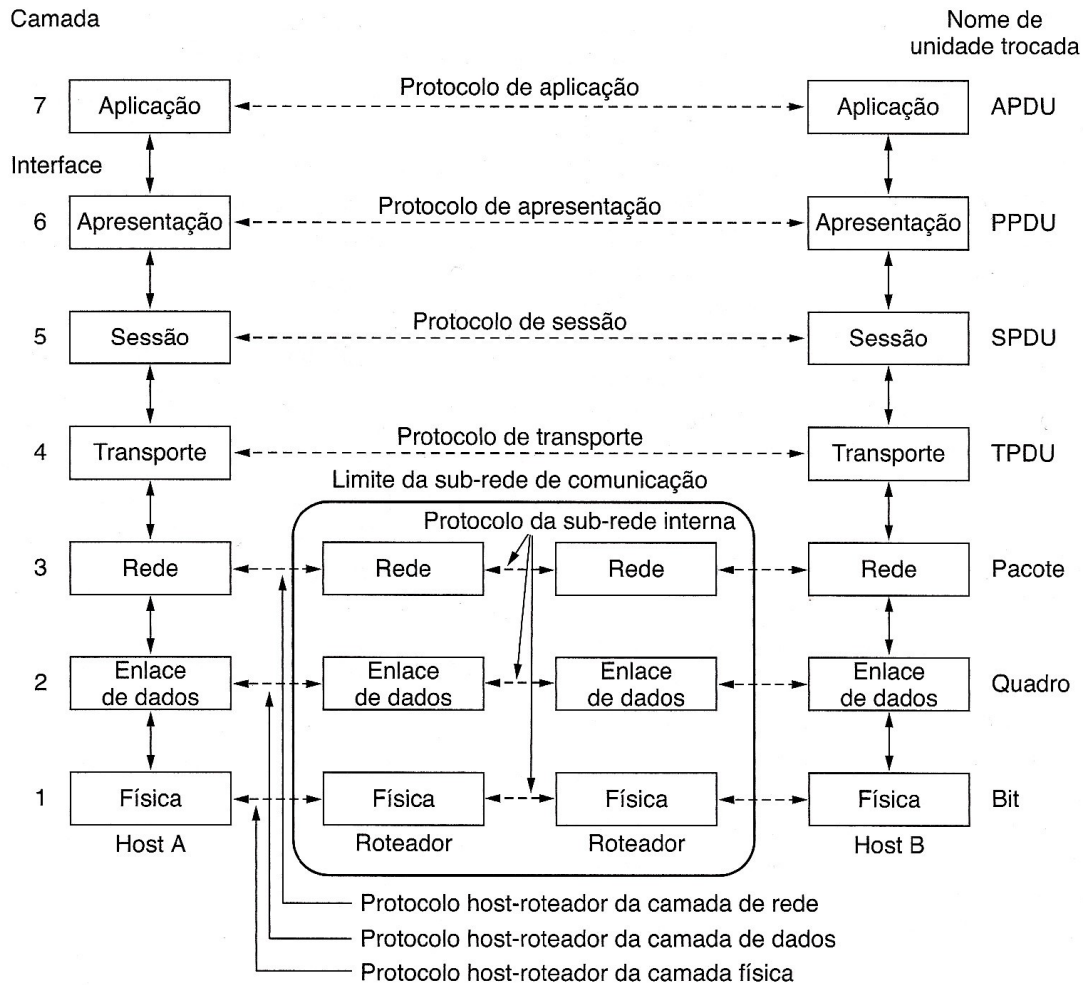 Camada
Nome de
unidade trocada
7
Aplicação
Protocolo de aplicação
Aplicação
APDU
Interface
6
Apresentação
Protocolo de apresentação
Apresentação
PPDU
5
Sessão
Protocolo de sessão
Sessão
SPDU
4
Transporte
Protocolo de transporte
Transporte
TPDU
Limite da sub-rede de comunicação
Protocolo da sub-rede interna
3
Rede
Rede
Rede
Rede
Pacote
2
Enlace
de dados
Enlace
de dados
Enlace
de dados
Enlace
de dados
Quadro
1
Física
Física
Física
Física
Bit
Host A
Roteador
Roteador
Host B
Protocolo host-roteador da camada de rede
Protocolo host-roteador da camada de dados
Protocolo host-roteador da camada física